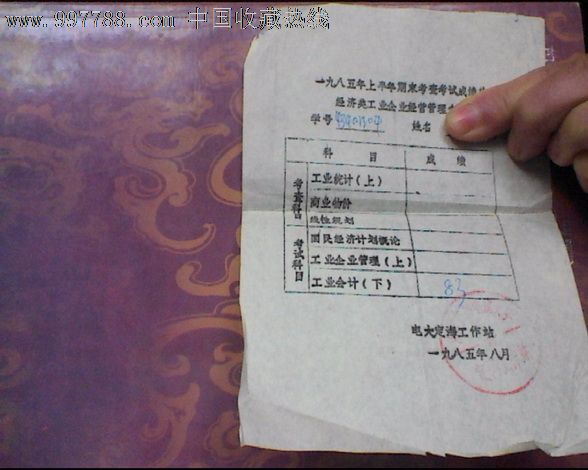 www.997788.com 中国收藏热线
一九八五年上半年期末考查考试成绩
经济类工业企业经营管理
学号 姓名
科目 成绩
考查科目
工业统计(上)
商业物价
线性规划
考试科目
国民经济计划概论
工业企业管理(上)
工业会计(下) 83
电大定海工作站
一九八五年八月